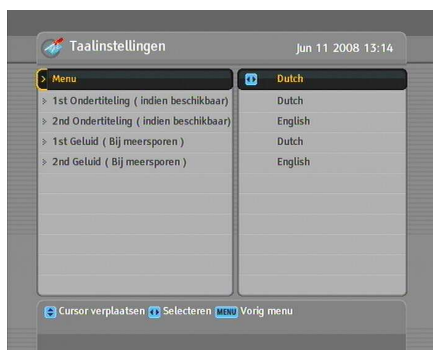 Taalinstellingen Jun 11 2008 13:14
Menu Dutch
1st Ondertiteling ( indien beschikbaar) Dutch
2nd Ondertiteling ( indien beschikbaar) English
1st Geluid ( Bij meersporen ) Dutch
2nd Geluid ( Bij meersporen ) English
Cursor verplaatsen Selecteren MENU Vorig menu